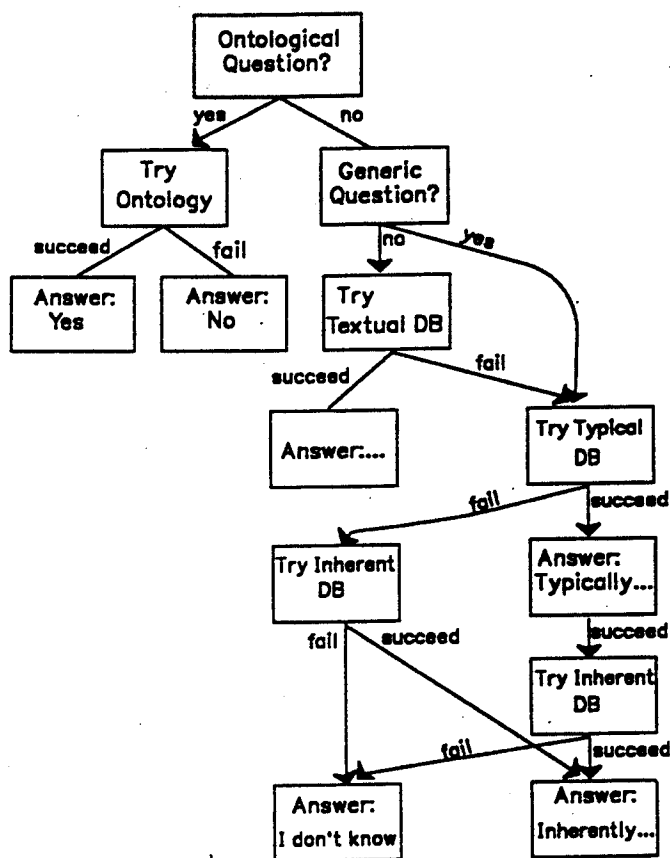 Ontological
Question?
yes
no
Try
Ontology
Generic
Question?
succeed
fail
no
yes
Answer:
Yes
Answer:
No
Try
Textual DB
succeed
fail
Answer:...
Try Typical
DB
fail
succeed
Try Inherent
DB
Answer:
Typically...
fail
succeed
succeed
Try Inherent
DB
fail
succeed
Answer:
I don't know
Answer:
Inherently...